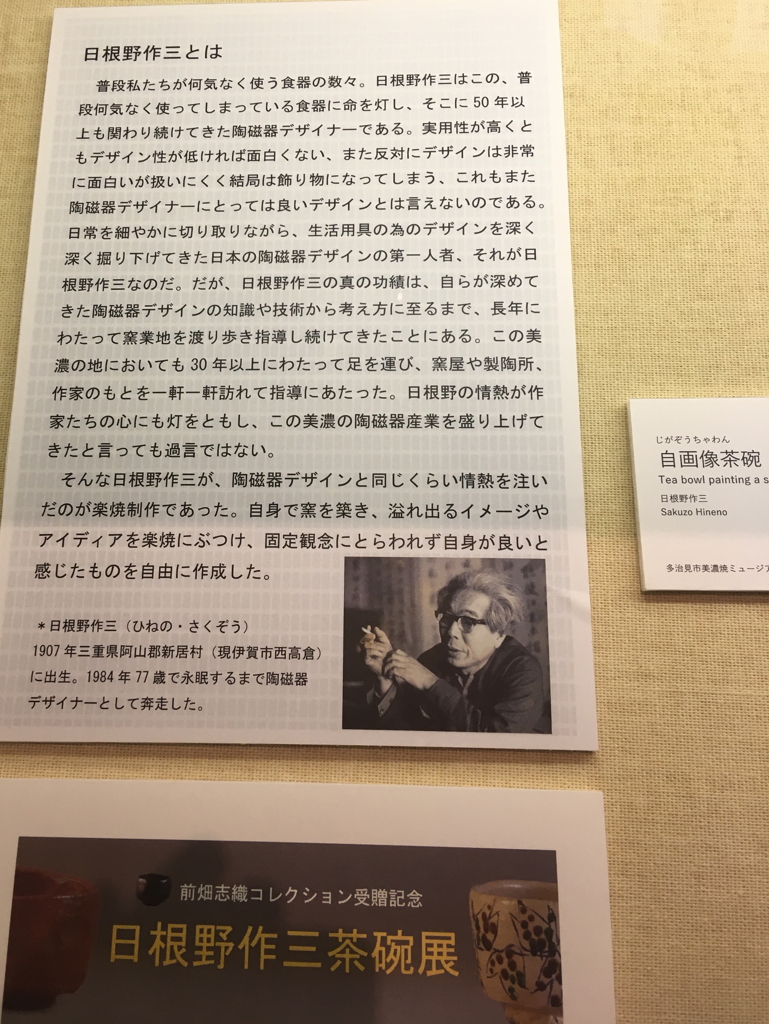 日根野作三とは
普段私たちが何気なく使う食器の数々。日根野作三はこの、普
段何気なく使ってしまっている食器に命を灯し、そこに50年以
上も関わり続けてきた陶磁器デザイナーである。実用性が高くと
もデザイン性が低ければ面白くない、また反対にデザインは非常
に面白いが扱いにくく結局は飾り物になってしまう、これもまた
陶磁器デザイナーにとっては良いデザインとは言えないのである。
日常を細やかに切り取りながら、生活用具の為のデザインを深く
深く掘り下げてきた日本の陶磁器デザインの第一人者、それが日
根野作三なのだ。だが、日根野作三の真の功績は、自らが深めて
きた陶磁器デザインの知識や技術から考え方に至るまで、長年に
わたって窯業地を渡り歩き指導し続けてきたことにある。この美
濃の地においても30年以上にわたって足を運び、窯屋や製陶所、
作家のもとを一軒一軒訪れて指導にあたった。日根野の情熱が作
家たちの心にも灯をともし、この美濃の陶磁器産業を盛り上げて
きたと言っても過言ではない。
そんな日根野作三が、陶磁器デザインと同じくらい情熱を注い
だのが楽焼制作であった。自身で窯を築き、溢れ出るイメージや
アイディアを楽焼にぶつけ、固定観念にとらわれず自身が良いと
感じたものを自由に作成した。
＊日根野作三（ひねの・さくぞう）
1907年三重県阿山郡新居村（現伊賀市西高倉）
に出生。1984年77歳で永眠するまで陶磁器
デザイナーとして奔走した。
じがぞうちゃわん
自画像茶碗
Tea bowl painting a s
日根野作三
Sakuzo Hineno
多治見市美濃焼ミュージア
前畑志織コレクション受贈記念
日根野作三茶碗展